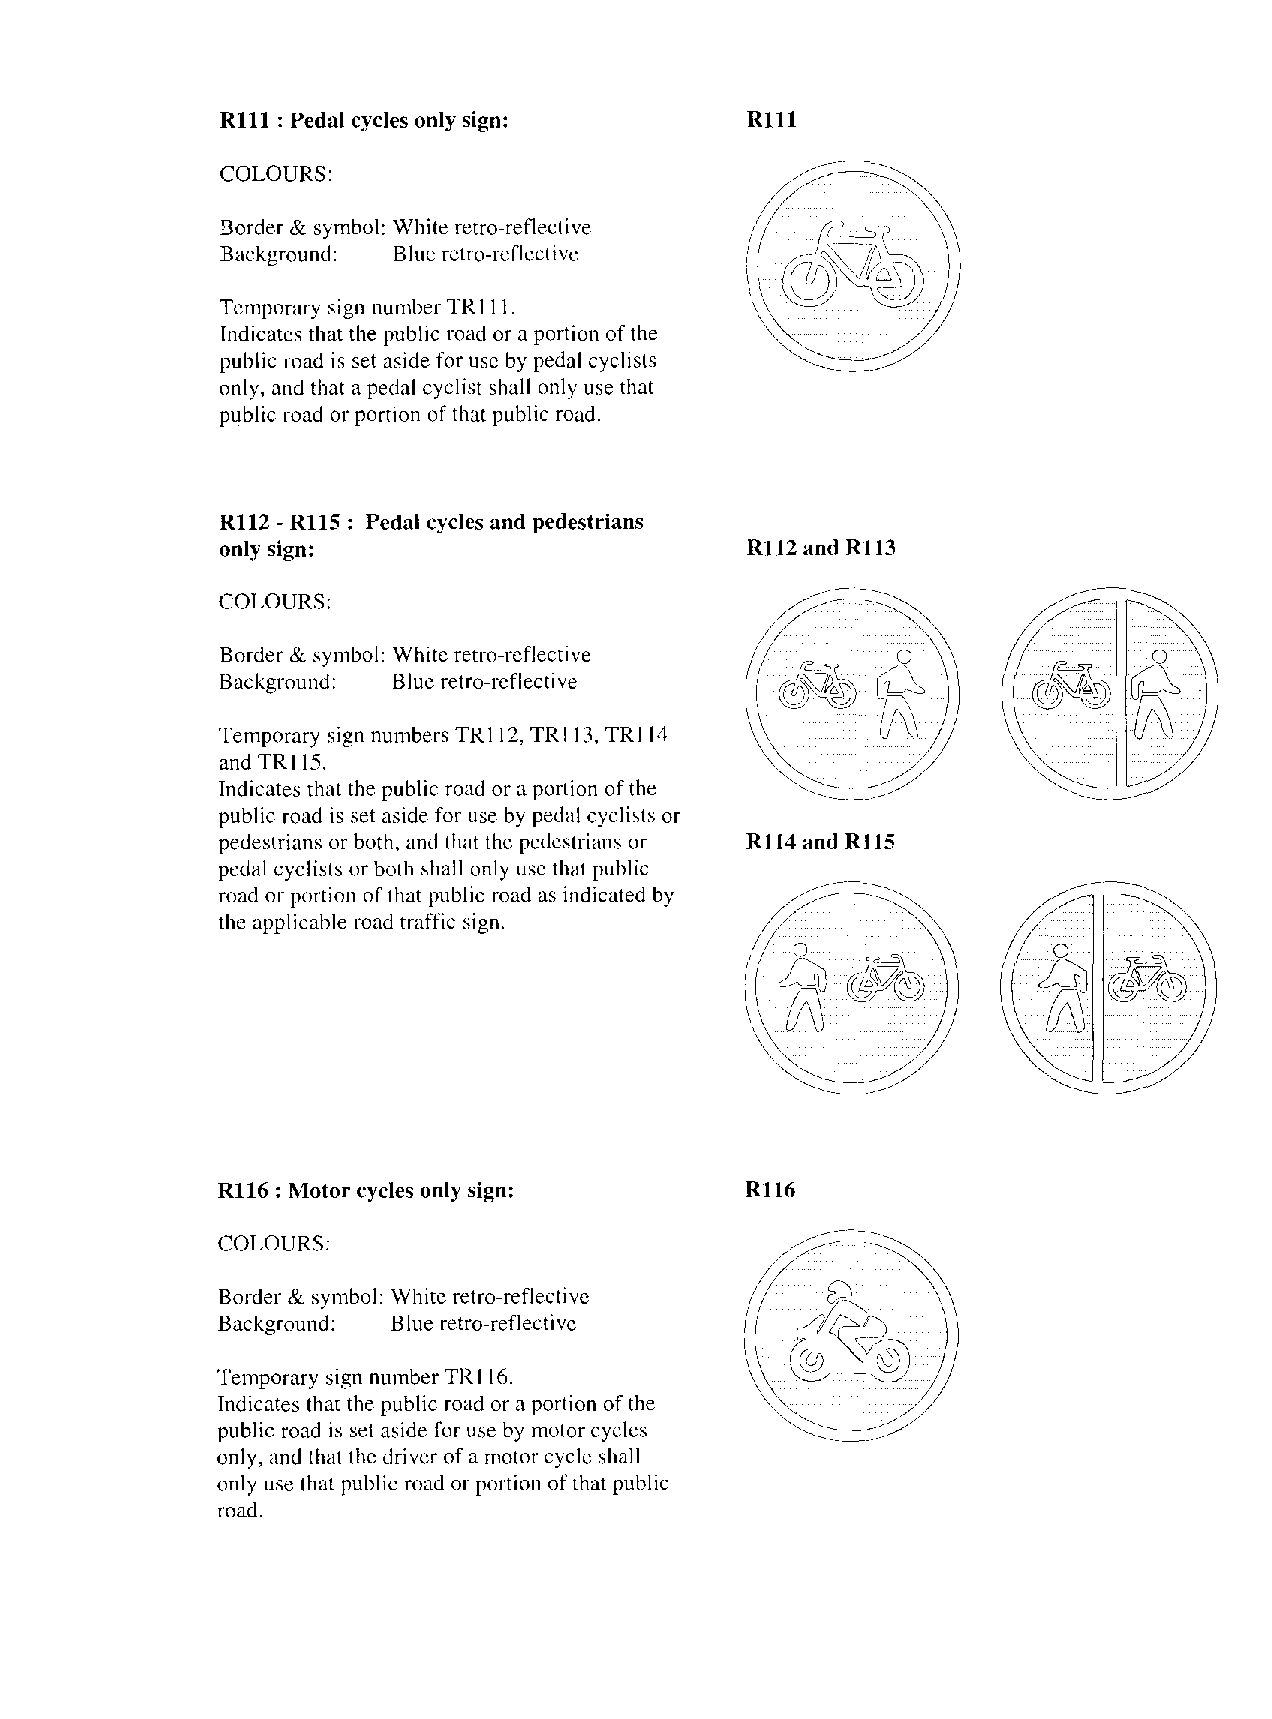 R111 : Pedal cycles only sign:
R111
COLOURS:
Border & symbol: White retro-reflective
Background: Blue retro-reflective
Temporary sign number TR111.
Indicates that the public road or a portion of the
public road is set aside for use by pedal cyclists
only, and that a pedal cyclist shall only use that
public road or portion of that public road.
R112 - R115 : Pedal cycles and pedestrians
only sign:
R112 and R113
COLOURS:
Border & symbol: White retro-reflective
Background: Blue retro-reflective
Temporary sign numbers TR112, TR113, TR114
and TR115.
Indicates that the public road or a portion of the
public road is set aside for use by pedal cyclists or
pedestrians or both, and that the pedestrians or
pedal cyclists or both shall only use that public
road or portion of that public road as indicated by
the applicable road traffic sign.
R114 and R115
R116 : Motor cycles only sign:
R116
COLOURS:
Border & symbol: White retro-reflective
Background: Blue retro-reflective
Temporary sign number TR116.
Indicates that the public road or a portion of the
public road is set aside for use by motor cycles
only, and that the driver of a motor cycle shall
only use that public road or portion of that public
road.